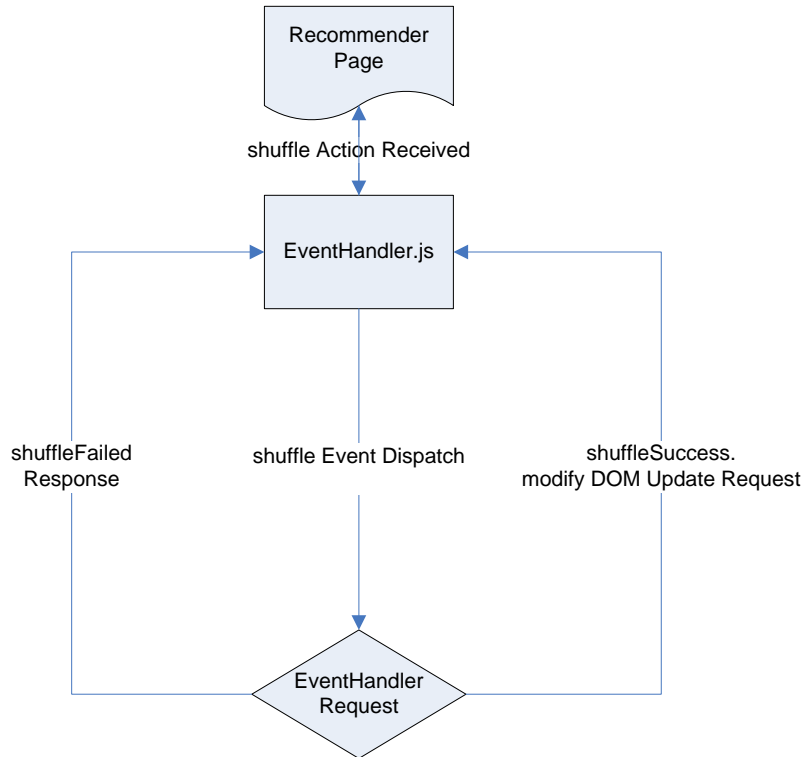 Recommender
Page
shuffle Action Received
EventHandler.js
shuffleFailed
Response
shuffle Event Dispatch
shuffleSuccess.
modify DOM Update Request
EventHandler
Request